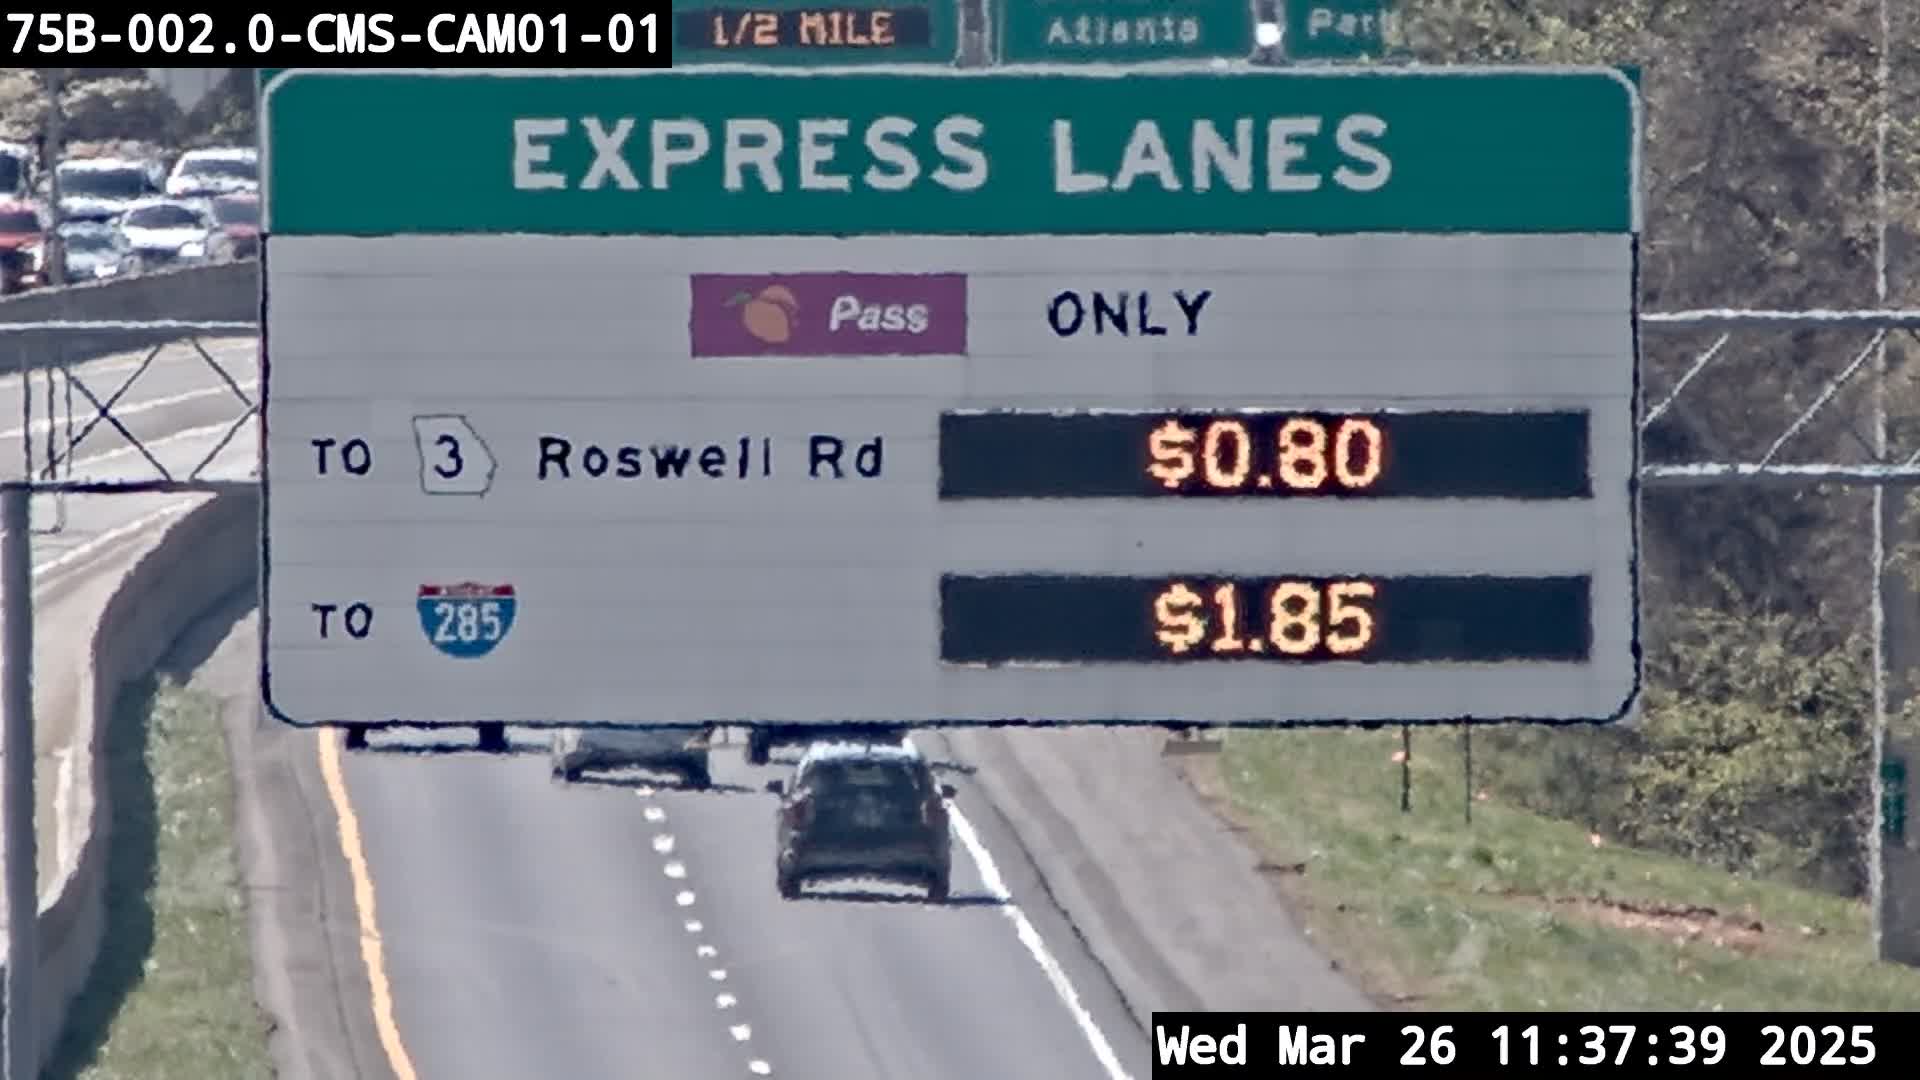 75B-002.0-CMS-CAM01-01
1/2 MILE
Atlanta
EXPRESS LANES
Pass ONLY
TO 3 Roswell Rd $0.80
TO 285 $1.85
Wed Mar 26 11:37:39 2025